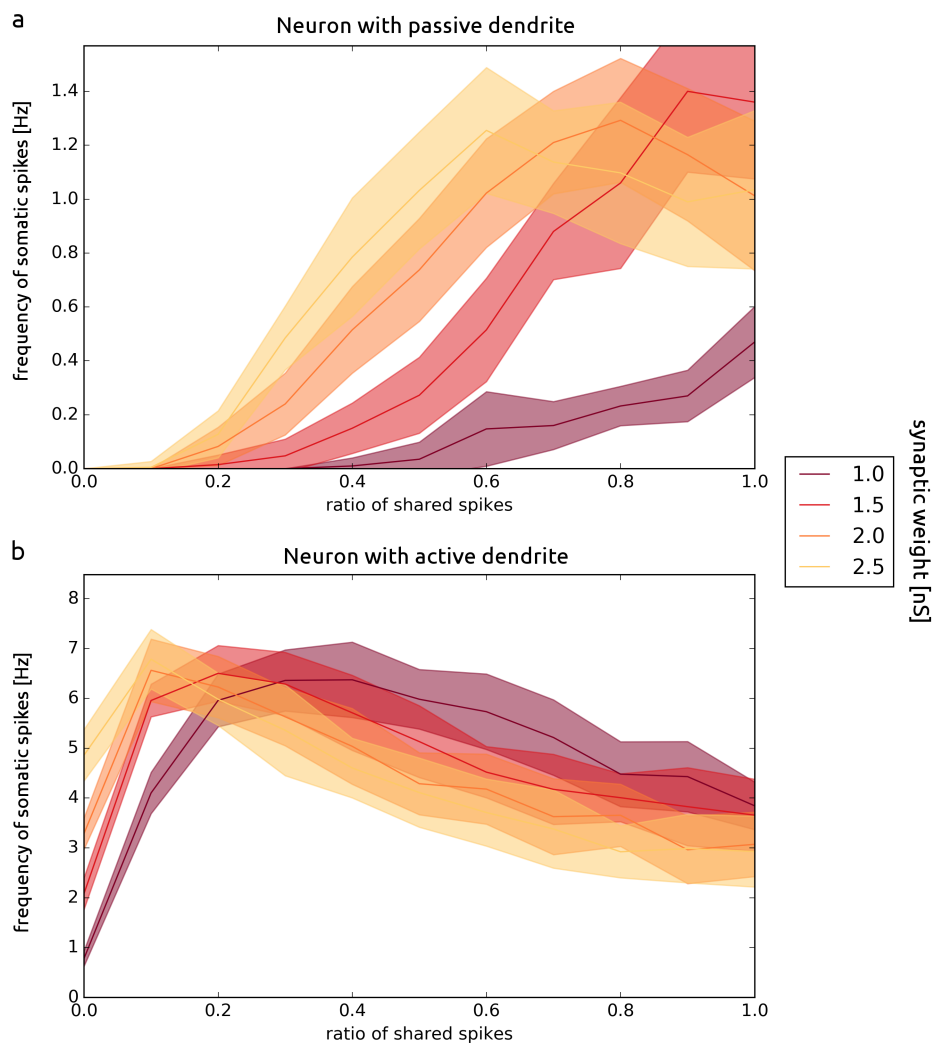 a
Neuron with passive dendrite
frequency of somatic spikes [Hz]
1.4
1.2
1.0
0.8
0.6
0.4
0.2
0.0
0.0 0.2 0.4 0.6 0.8 1.0
ratio of shared spikes
synaptic weight [nS]
1.0
1.5
2.0
2.5
b
Neuron with active dendrite
frequency of somatic spikes [Hz]
8
7
6
5
4
3
2
1
0
0.0 0.2 0.4 0.6 0.8 1.0
ratio of shared spikes